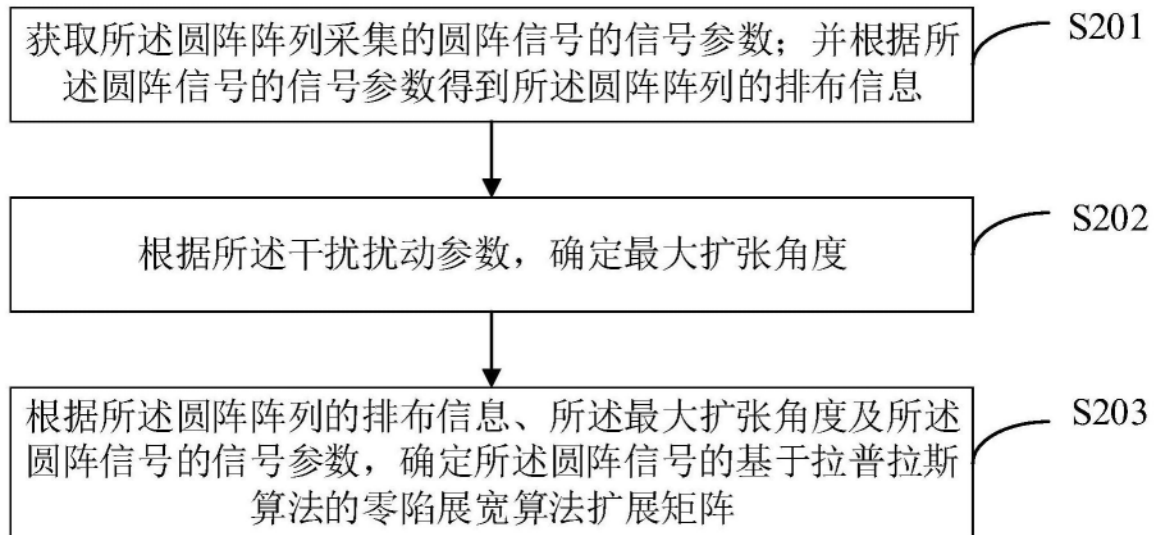 获取所述圆阵阵列采集的圆阵信号的信号参数；并根据所
述圆阵信号的信号参数得到所述圆阵阵列的排布信息
S201
根据所述干扰扰动参数，确定最大扩张角度
S202
根据所述圆阵阵列的排布信息、所述最大扩张角度及所述
圆阵信号的信号参数，确定所述圆阵信号的基于拉普拉斯
算法的零陷展宽算法扩展矩阵
S203